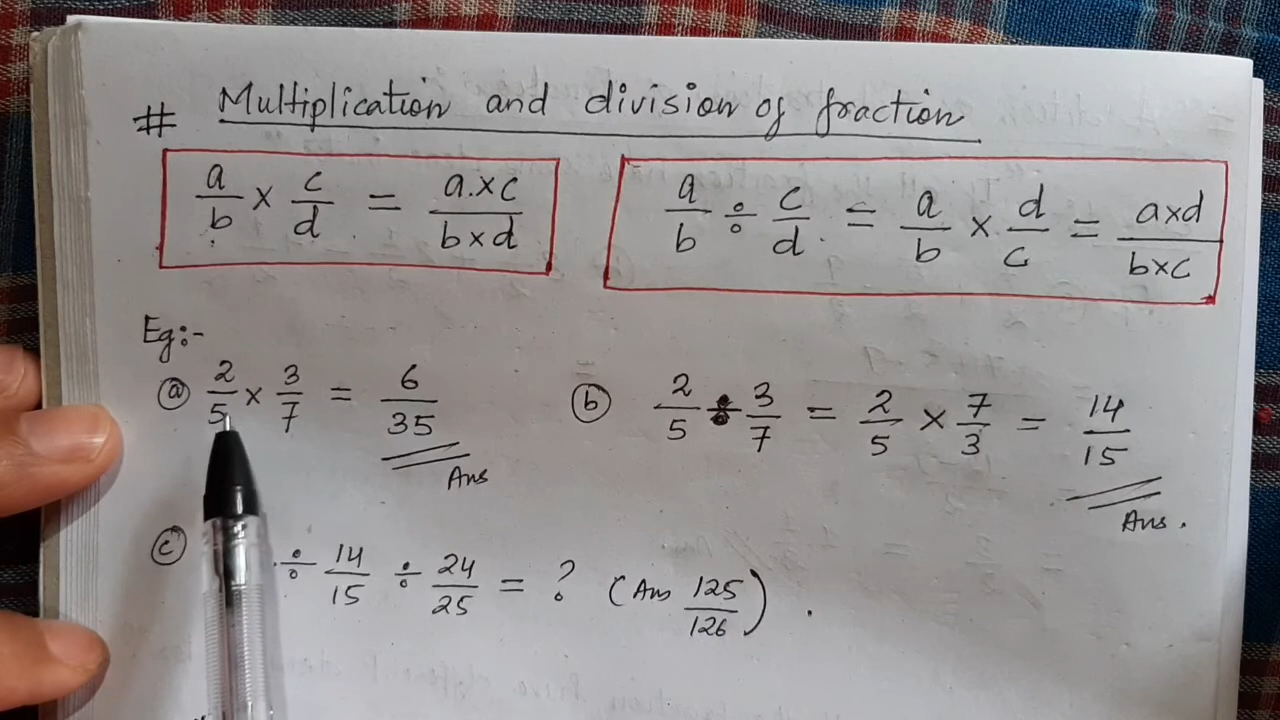 # Multiplication and division of fraction
a/b × c/d = a.×c/b×d
a/b ÷ c/d = a/b × d/c = a×d/b×c
Eg:-
ⓐ 2/5 × 3/7 = 6/35 Ans
ⓑ 2/5 ÷ 3/7 = 2/5 × 7/3 = 14/15 Ans.
ⓒ ÷ 14/15 ÷ 24/25 = ? (Ans 125/126) .